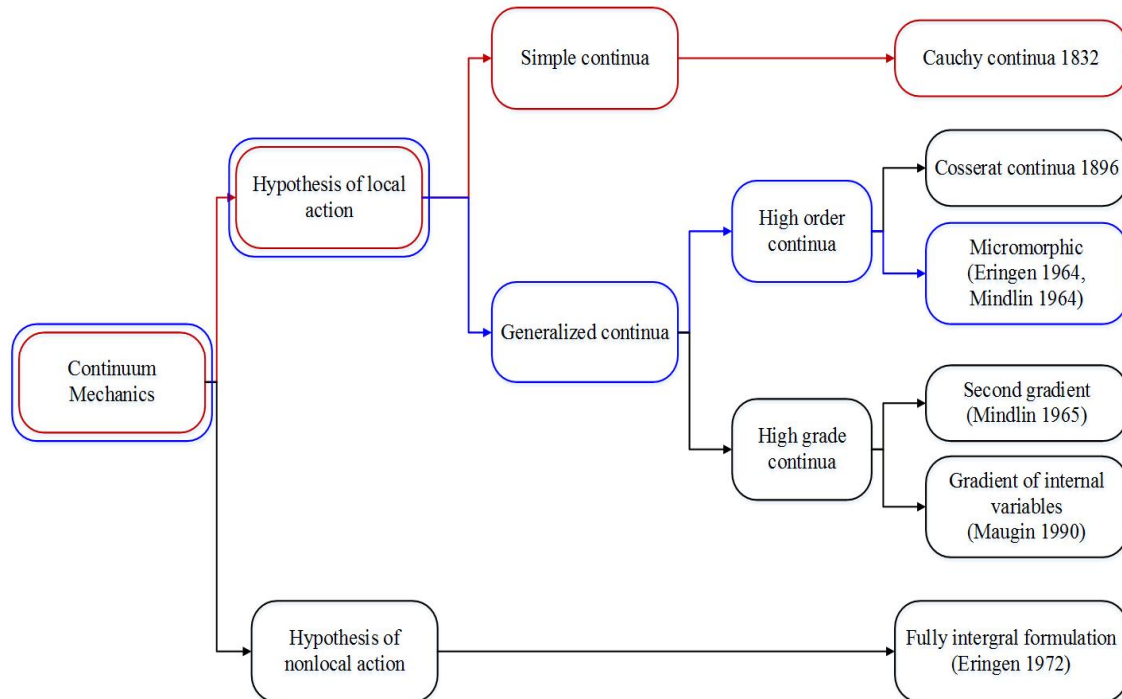 Simple continua
Cauchy continua 1832
Hypothesis of local
action
Cosserat continua 1896
High order
continua
Micromorphic
(Eringen 1964,
Mindlin 1964)
Generalized continua
Continuum
Mechanics
Second gradient
(Mindlin 1965)
High grade
continua
Gradient of internal
variables
(Maugin 1990)
Hypothesis of
nonlocal action
Fully intergral formulation
(Eringen 1972)